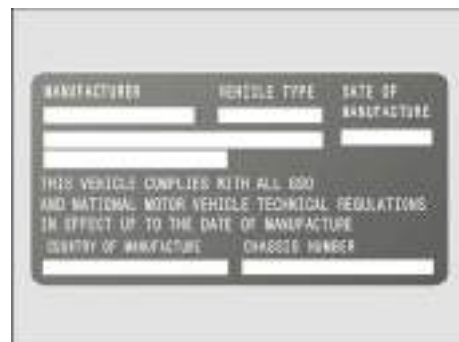 MANUFACTURER VEHICLE TYPE DATE OF
MANUFACTURE
THIS VEHICLE COMPLIES WITH ALL GSO
AND NATIONAL MOTOR VEHICLE TECHNICAL REGULATIONS
IN EFFECT UP TO THE DATE OF MANUFACTURE
COUNTRY OF MANUFACTURE CHASSIS NUMBER